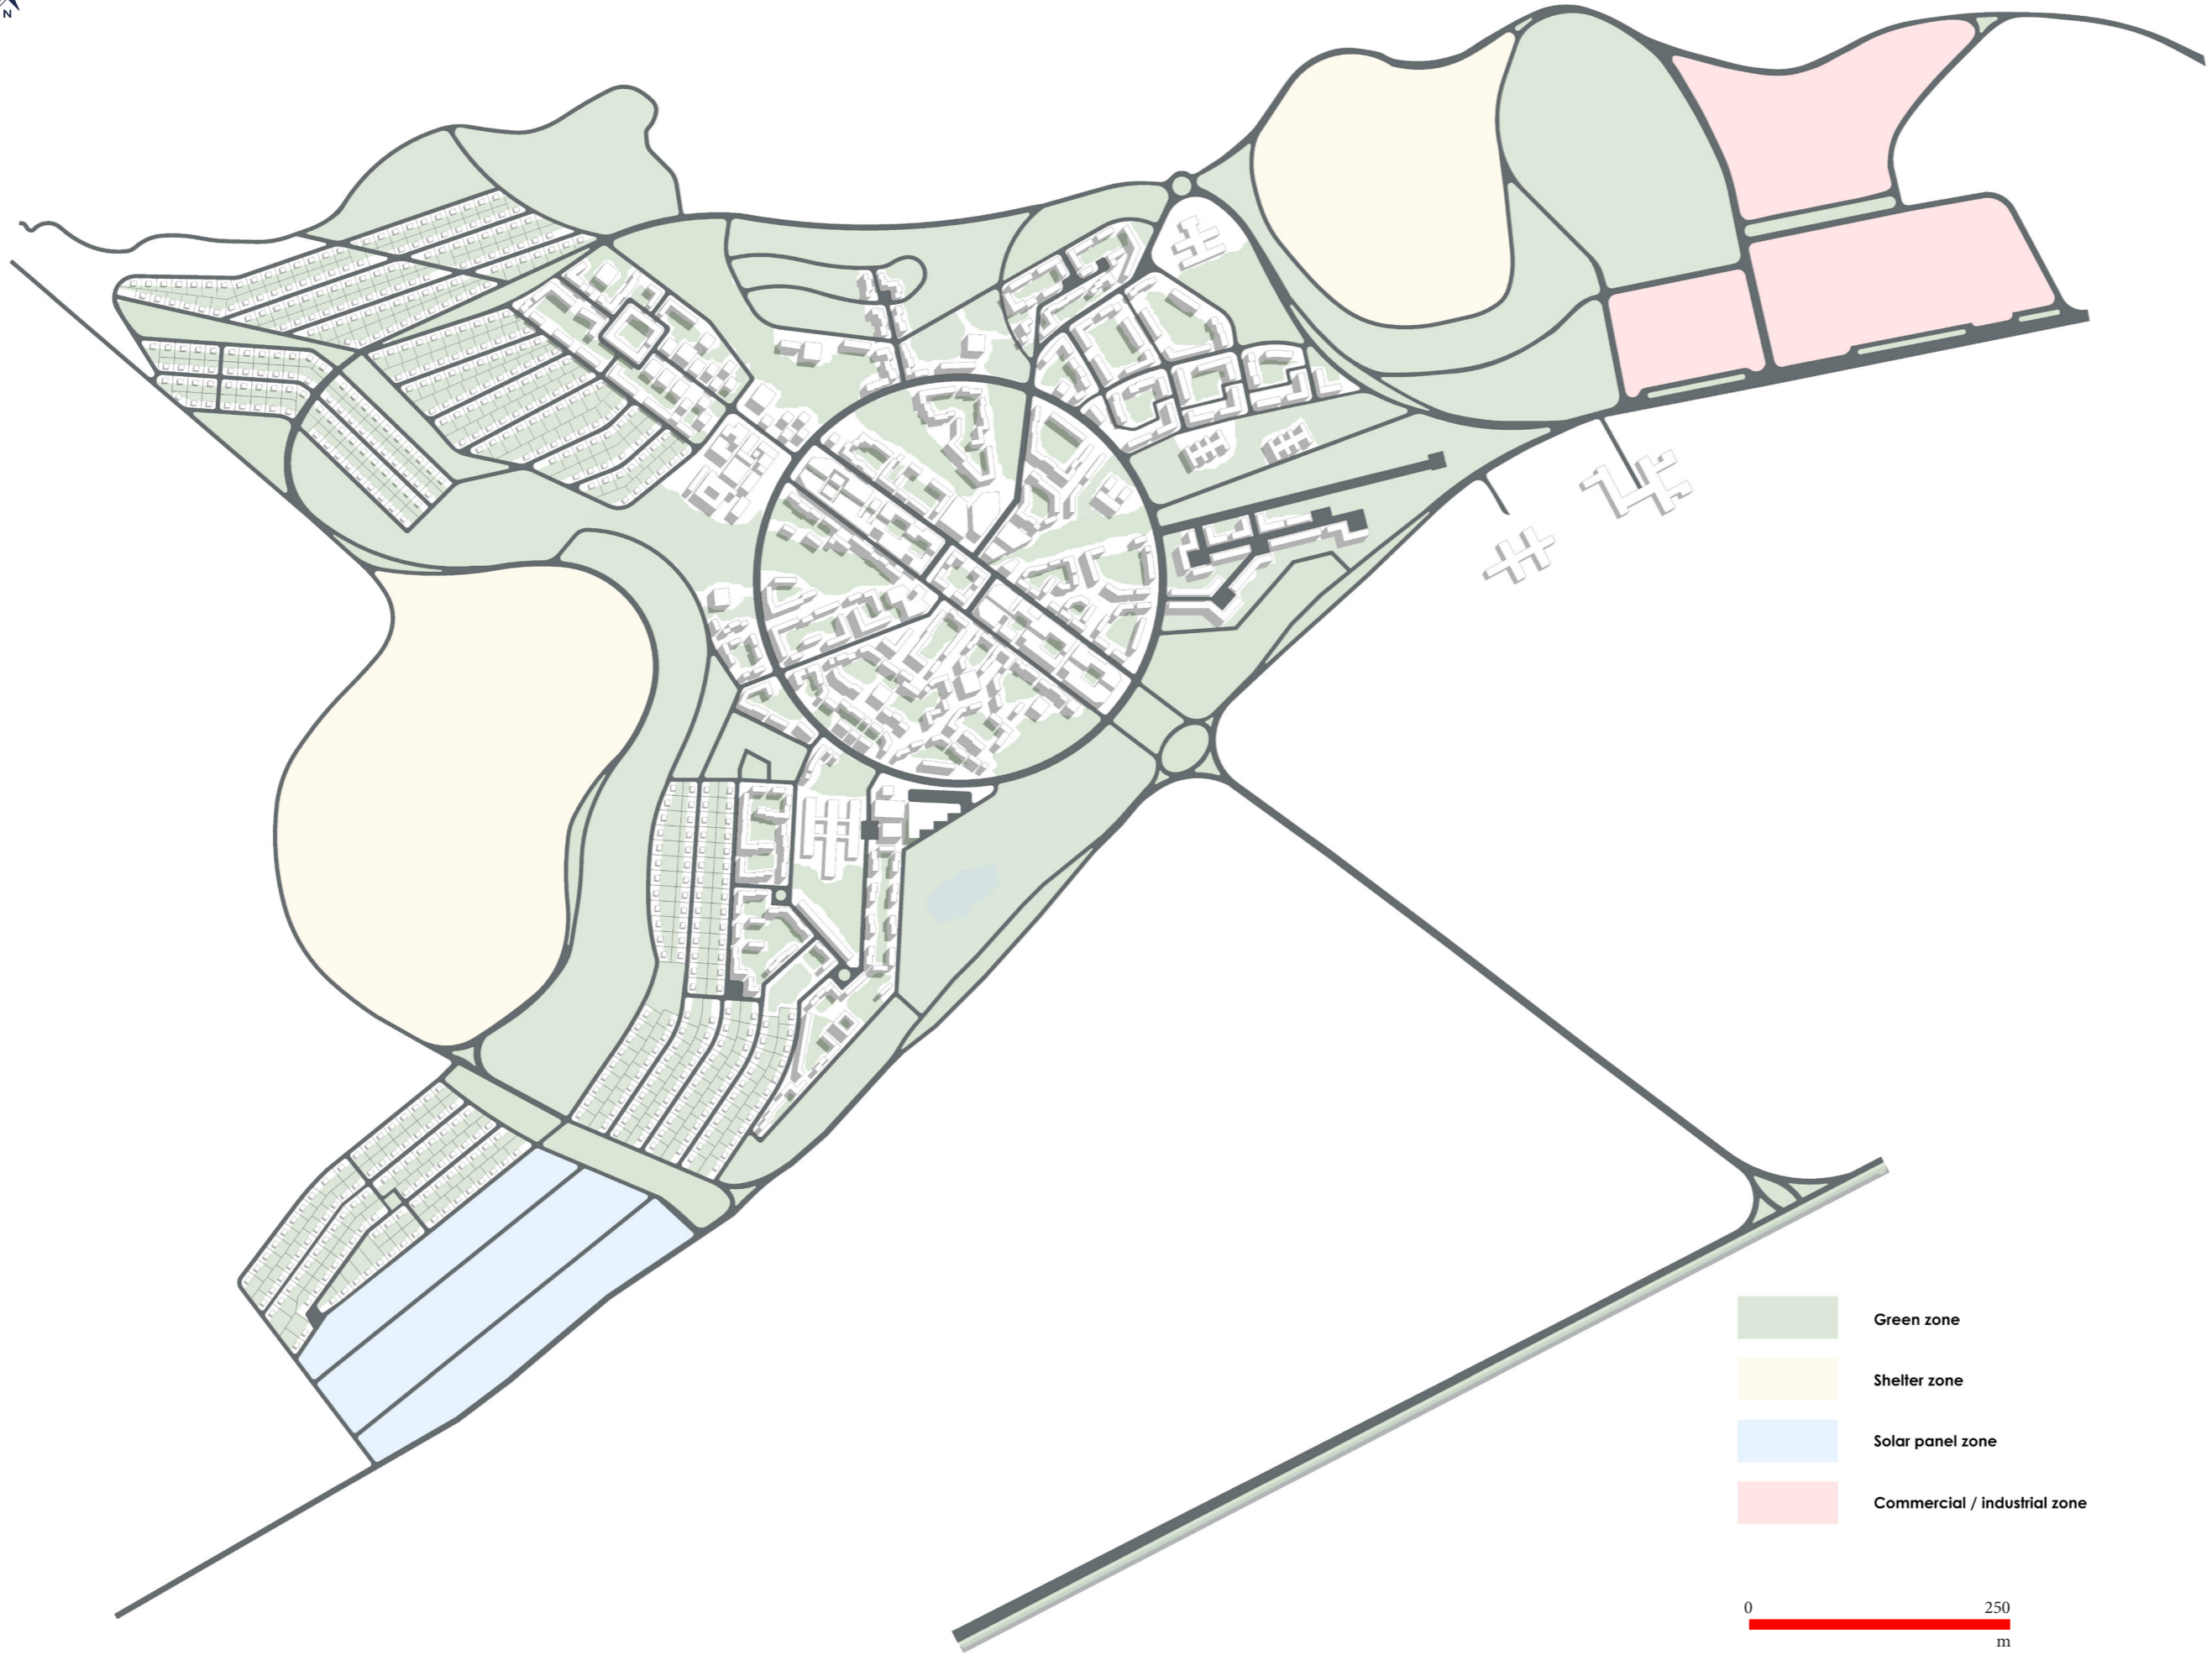 N
Green zone
Shelter zone
Solar panel zone
Commercial / industrial zone
0 250
m